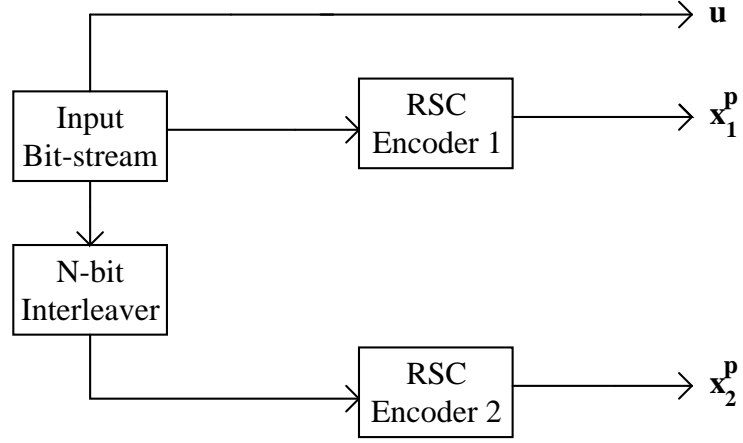 u
Input
Bit-stream
RSC
Encoder 1
x₁ᵖ
N-bit
Interleaver
RSC
Encoder 2
x₂ᵖ